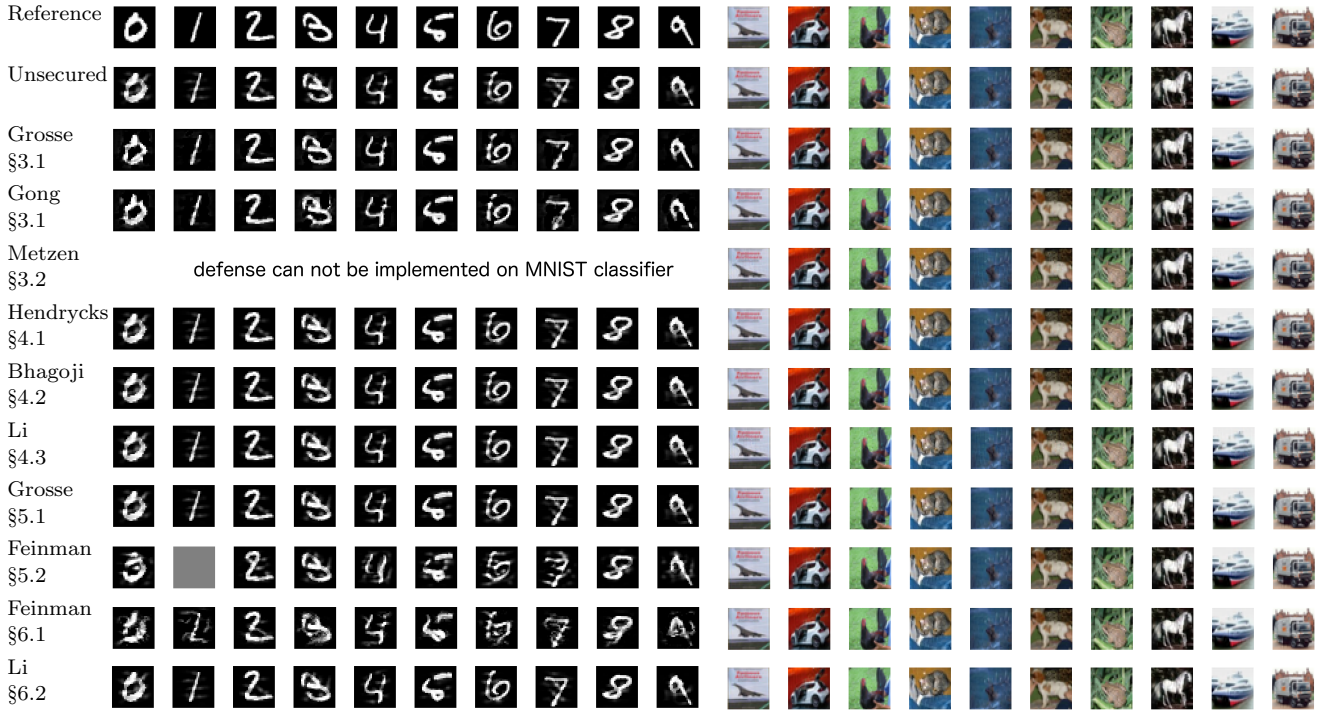 Reference
Unsecured
Grosse
§3.1
Gong
§3.1
Metzen
§3.2
defense can not be implemented on MNIST classifier
Hendrycks
§4.1
Bhagoji
§4.2
Li
§4.3
Grosse
§5.1
Feinman
§5.2
Feinman
§6.1
Li
§6.2